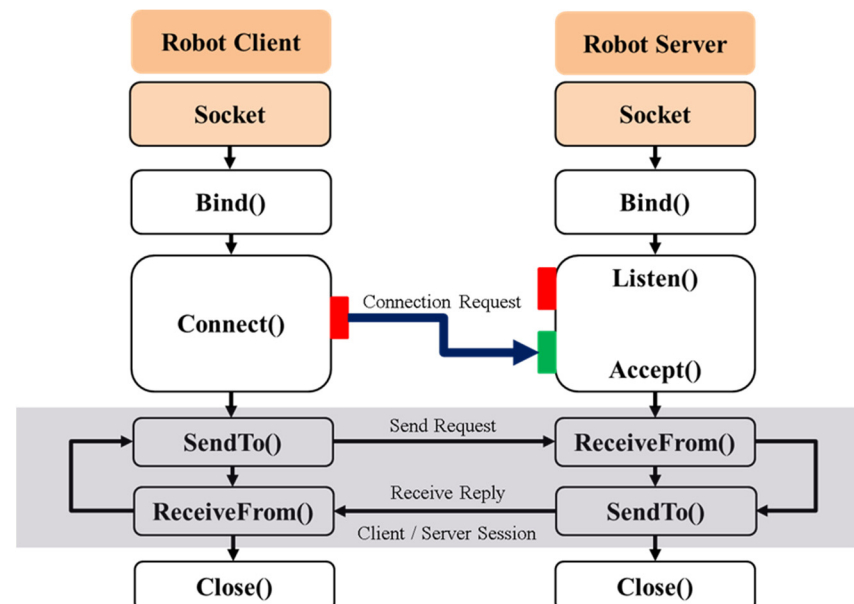 Robot Client
Robot Server
Socket
Socket
Bind()
Bind()
Connect()
Connection Request
Listen()
Accept()
SendTo()
Send Request
ReceiveFrom()
ReceiveFrom()
Receive Reply
SendTo()
Client / Server Session
Close()
Close()